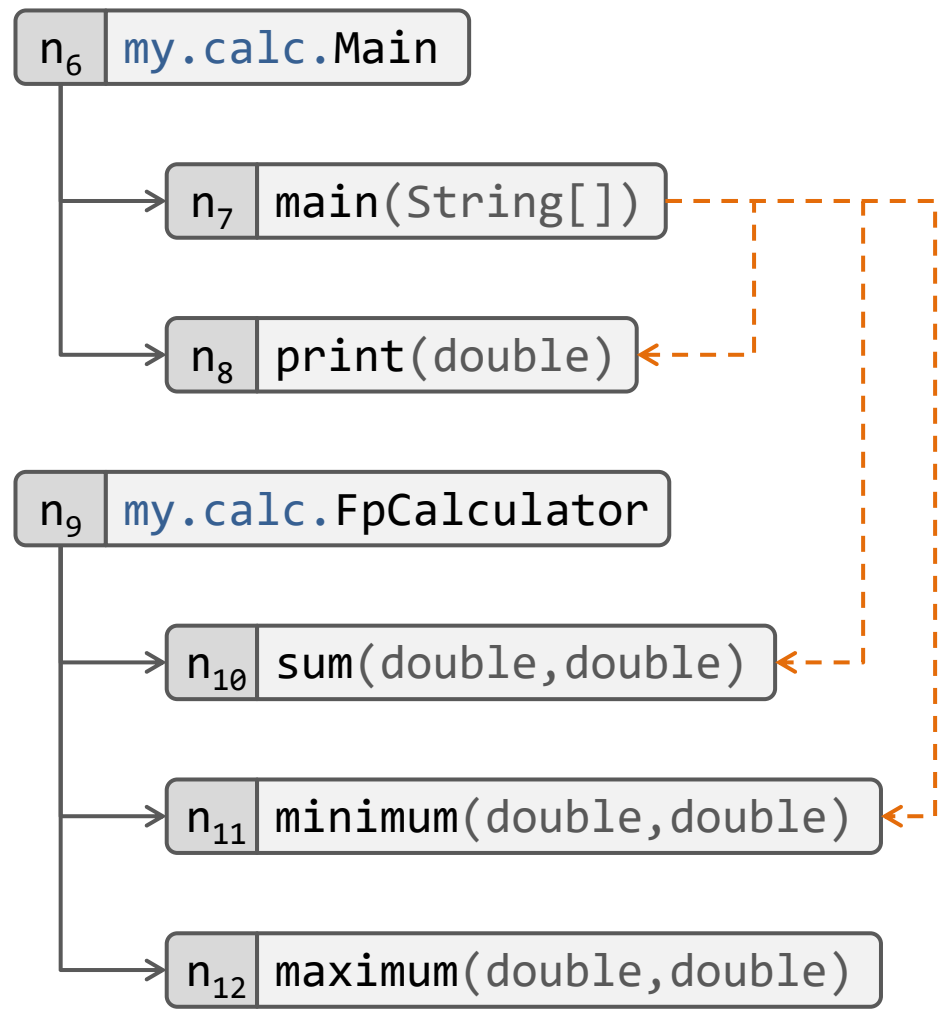 n6 my.calc.Main
n7 main(String[])
n8 print(double)
n9 my.calc.FpCalculator
n10 sum(double,double)
n11 minimum(double,double)
n12 maximum(double,double)